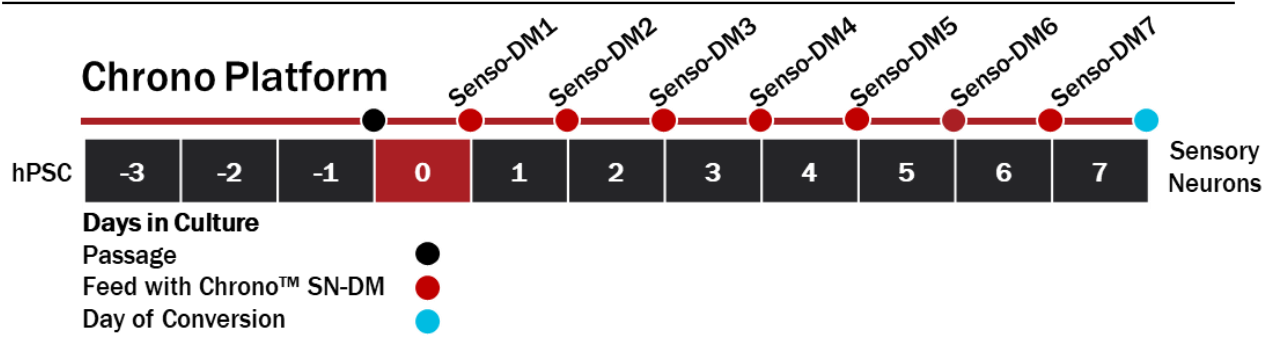 Senso-DM1 Senso-DM2 Senso-DM3 Senso-DM4 Senso-DM5 Senso-DM6 Senso-DM7
Chrono Platform
hPSC -3 -2 -1 0 1 2 3 4 5 6 7 Sensory Neurons
Days in Culture
Passage
Feed with Chrono™ SN-DM
Day of Conversion